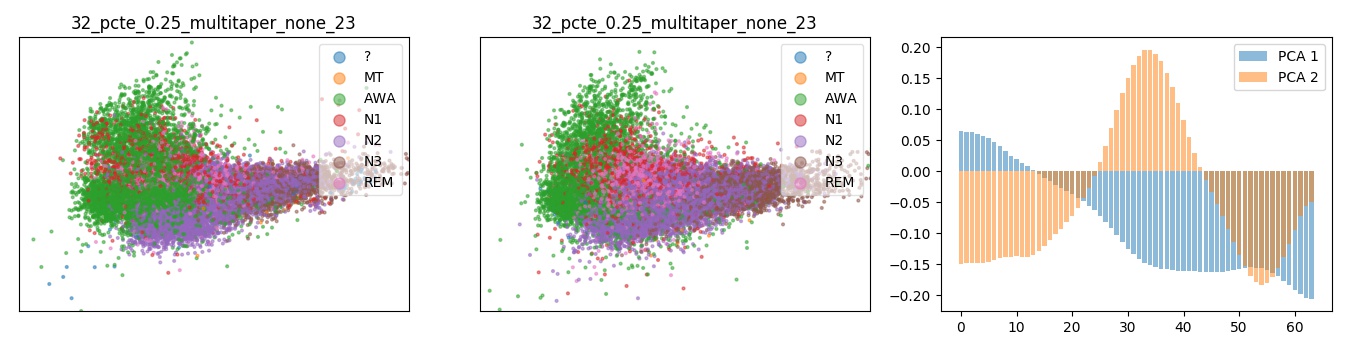 32_pcte_0.25_multitaper_none_23
?
MT
AWA
N1
N2
N3
REM
32_pcte_0.25_multitaper_none_23
?
MT
AWA
N1
N2
N3
REM
PCA 1
PCA 2
0.20
0.15
0.10
0.05
0.00
−0.05
−0.10
−0.15
−0.20
0 10 20 30 40 50 60